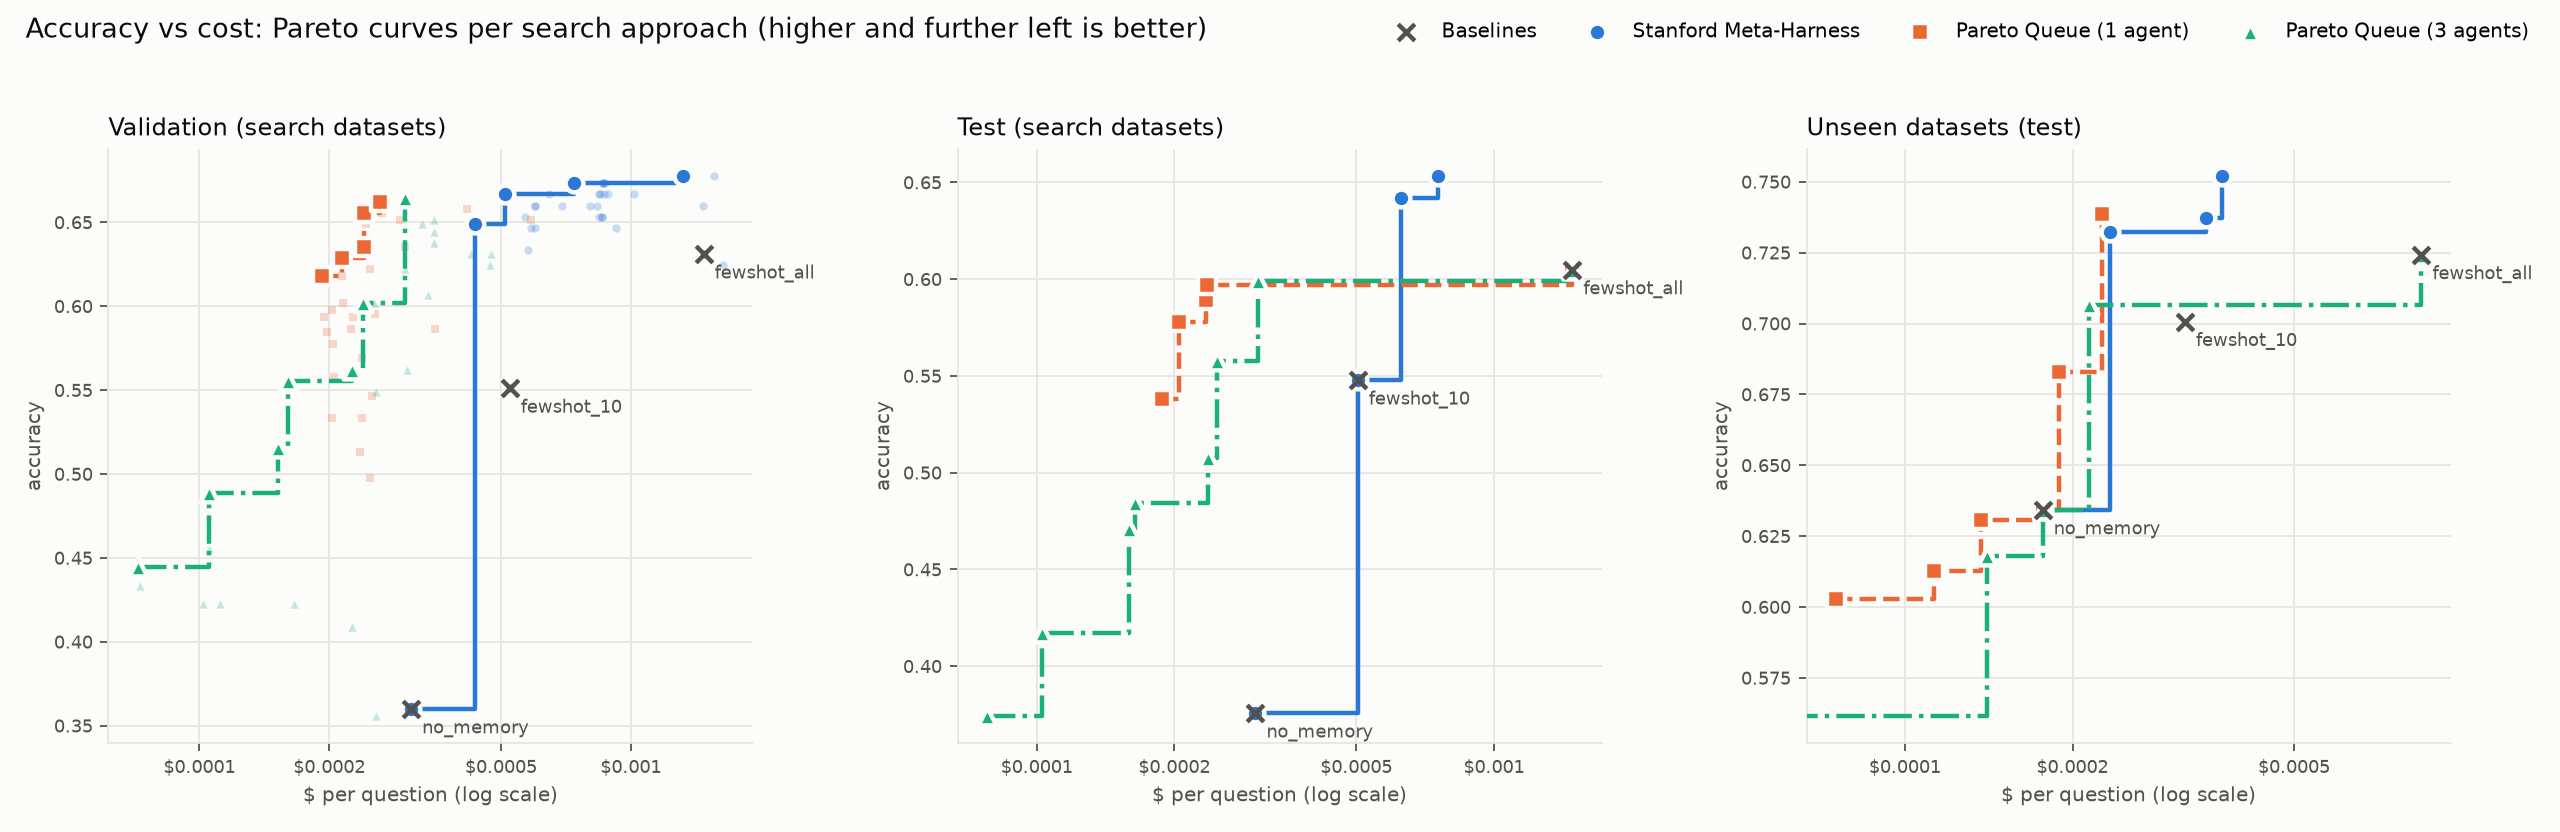 Accuracy vs cost: Pareto curves per search approach (higher and further left is better)
Baselines
Stanford Meta-Harness
Pareto Queue (1 agent)
Pareto Queue (3 agents)
Validation (search datasets)
accuracy
0.65
0.60
0.55
0.50
0.45
0.40
0.35
fewshot_all
fewshot_10
no_memory
$0.0001
$0.0002
$0.0005
$0.001
$ per question (log scale)
Test (search datasets)
accuracy
0.65
0.60
0.55
0.50
0.45
0.40
fewshot_all
fewshot_10
no_memory
$0.0001
$0.0002
$0.0005
$0.001
$ per question (log scale)
Unseen datasets (test)
accuracy
0.750
0.725
0.700
0.675
0.650
0.625
0.600
0.575
fewshot_all
fewshot_10
no_memory
$0.0001
$0.0002
$0.0005
$ per question (log scale)